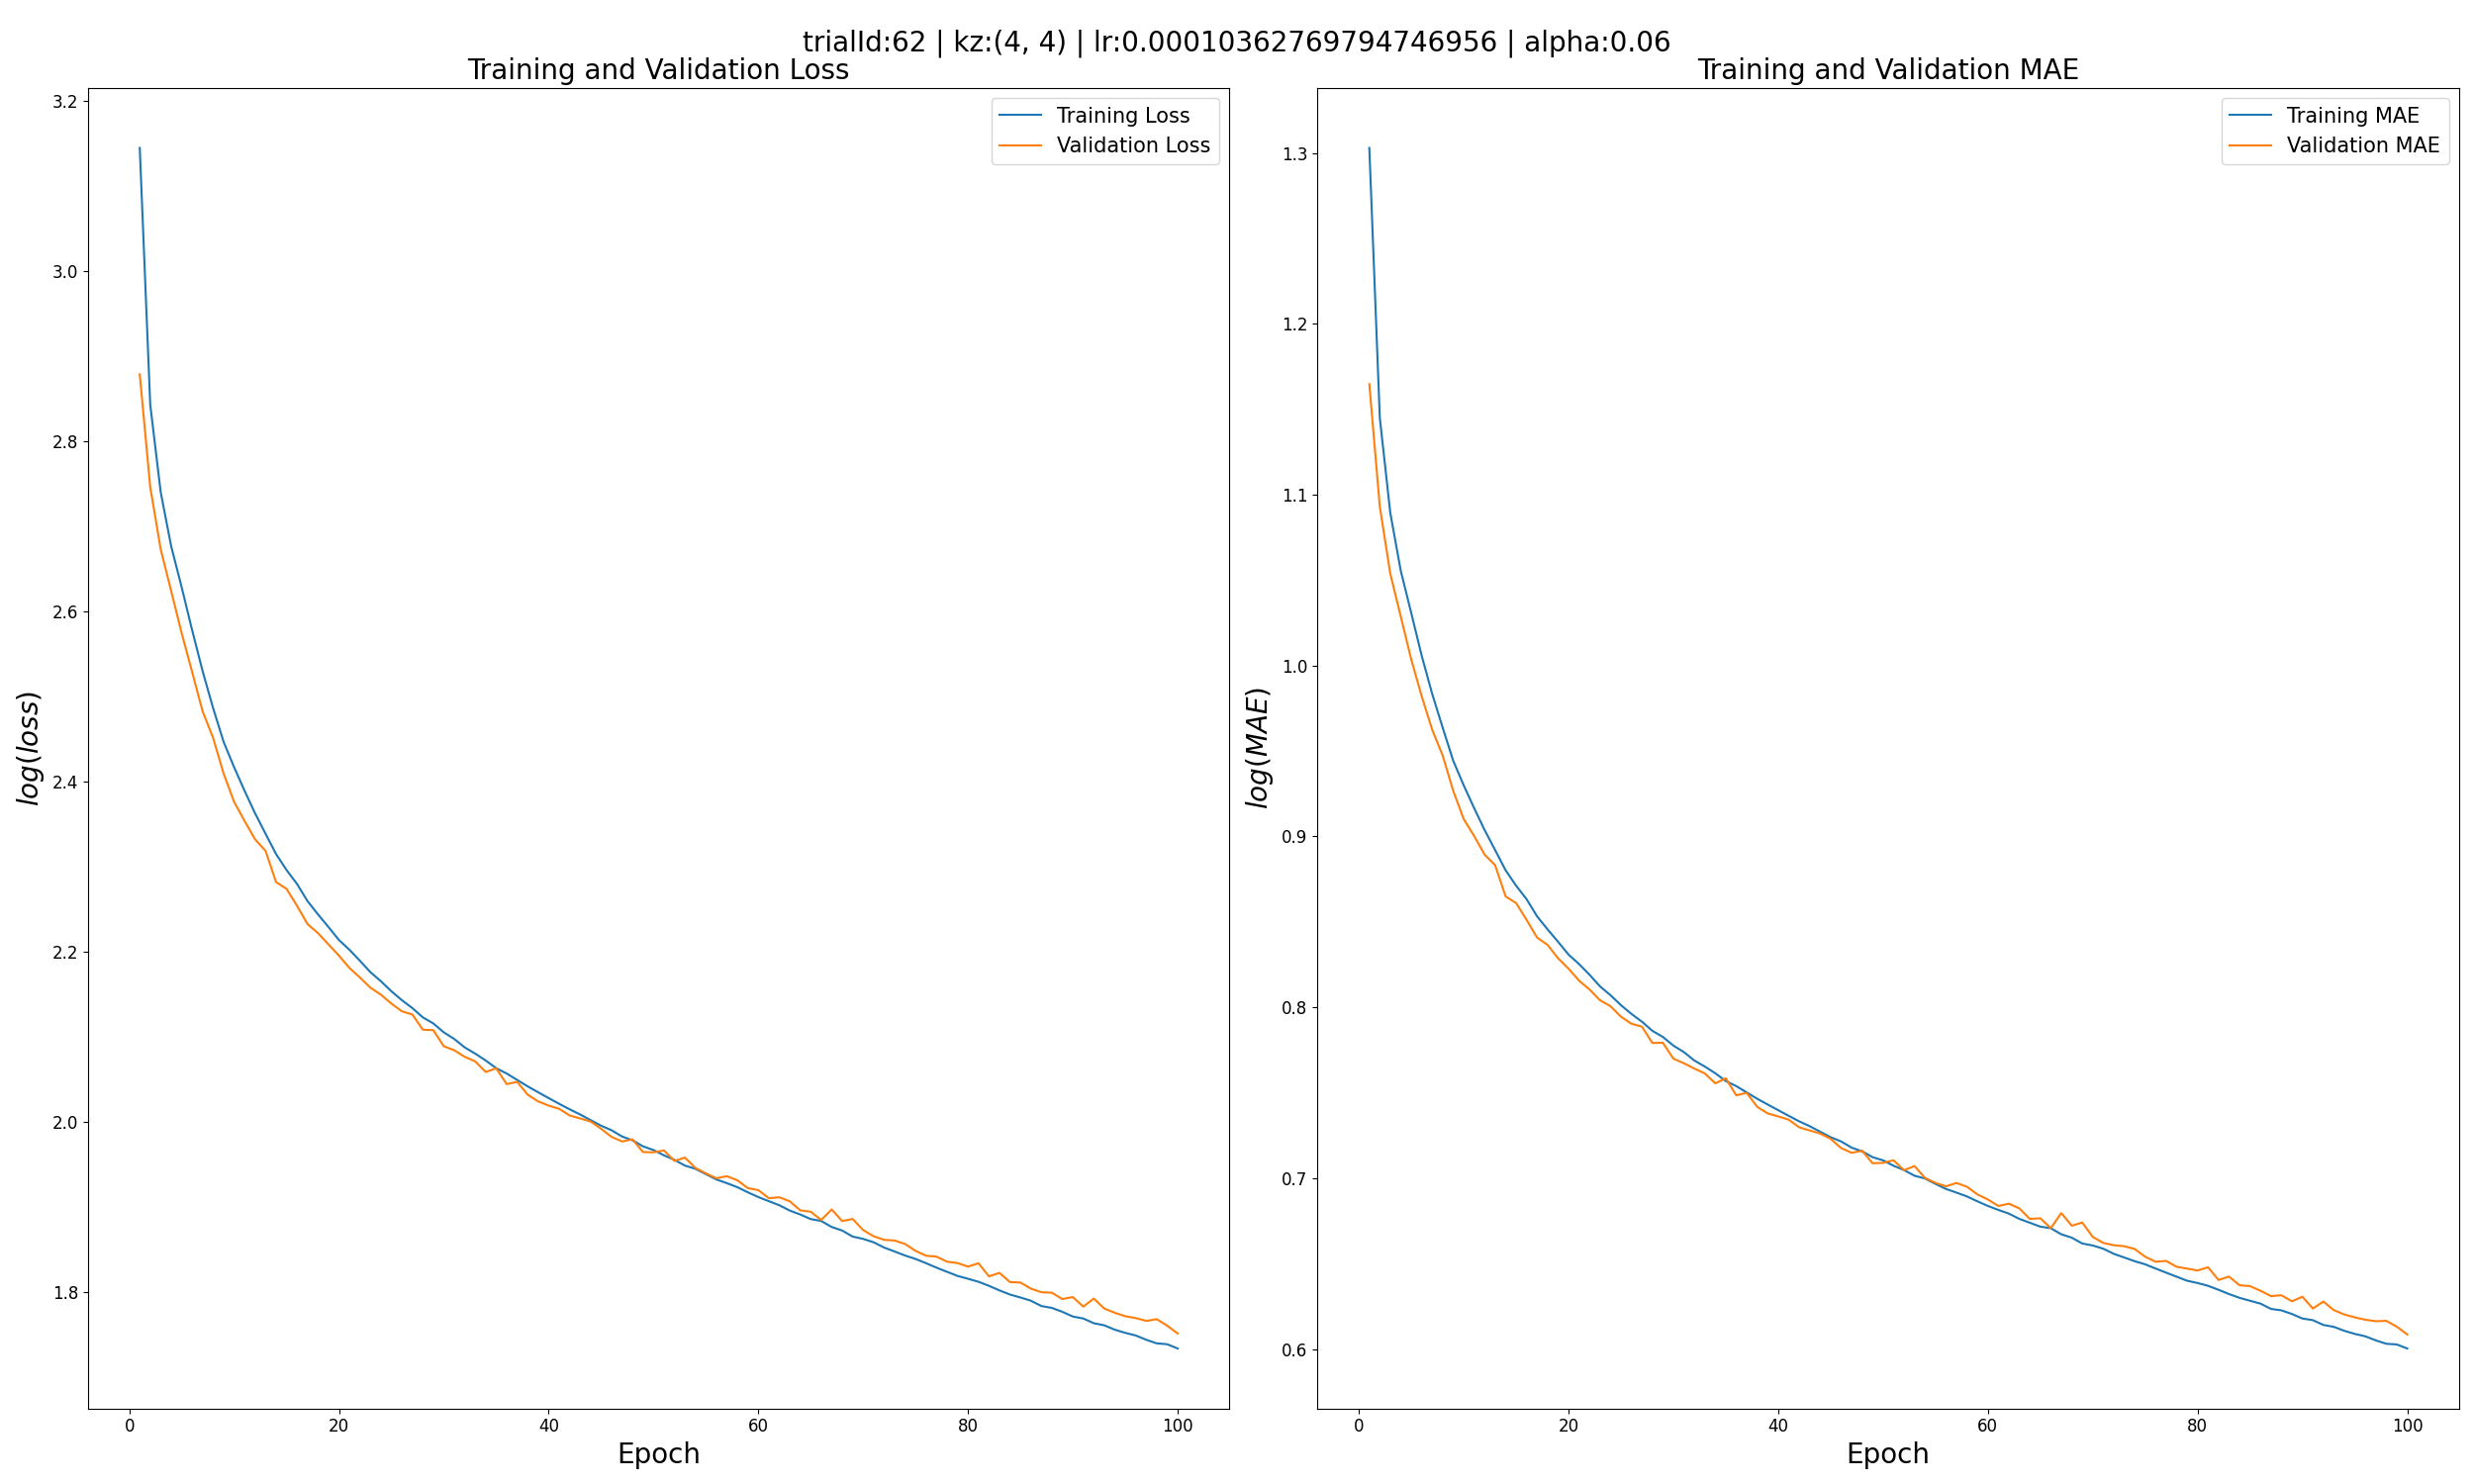 trialId:62 | kz:(4, 4) | lr:0.00010362769794746956 | alpha:0.06
Training and Validation Loss
3.2
3.0
2.8
2.6
2.4
2.2
2.0
1.8
log(loss)
Training Loss
Validation Loss
0 20 40 60 80 100
Epoch
Training and Validation MAE
1.3
1.2
1.1
1.0
0.9
0.8
0.7
0.6
log(MAE)
Training MAE
Validation MAE
0 20 40 60 80 100
Epoch